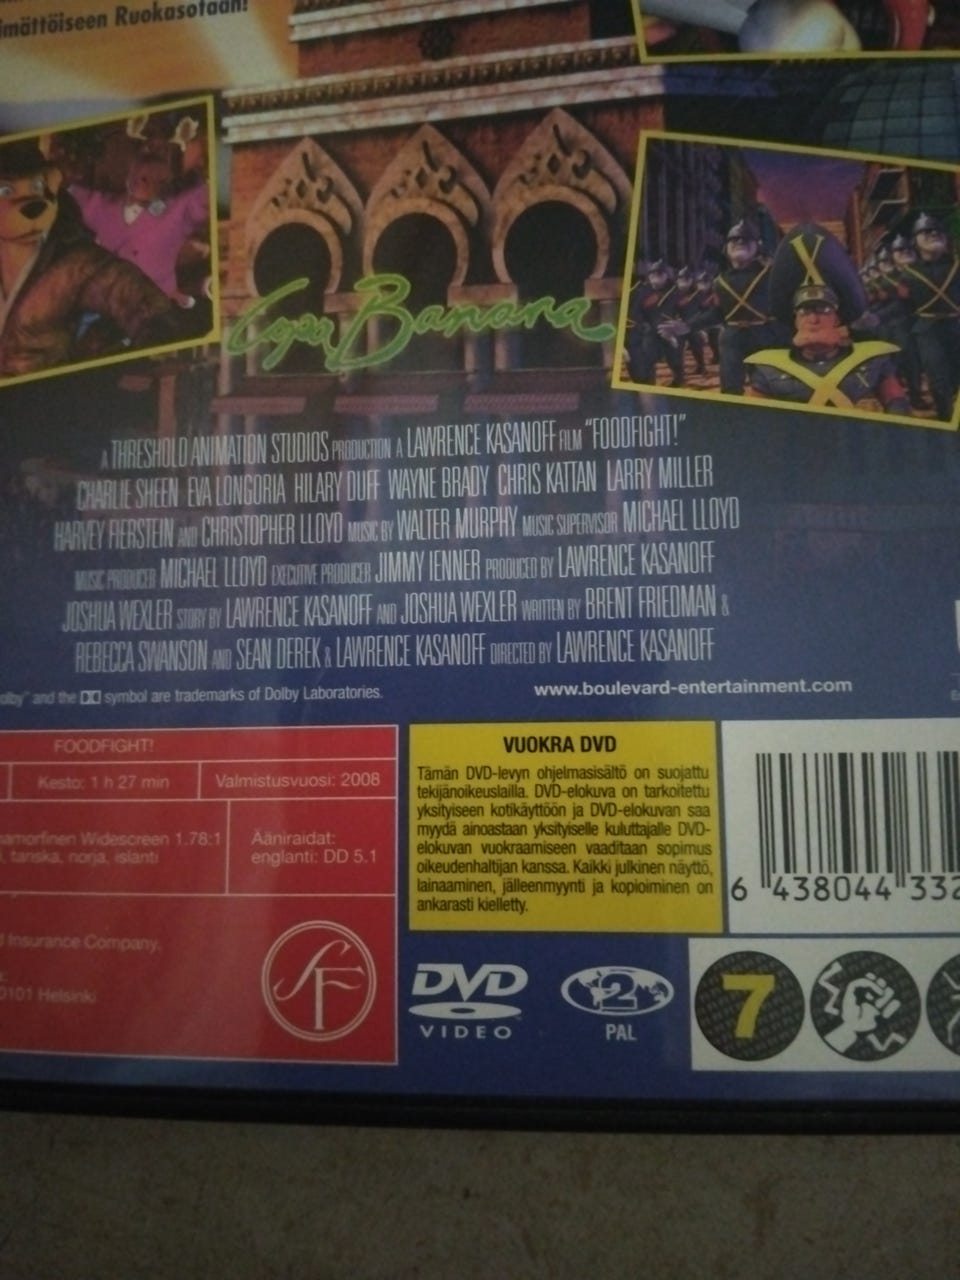 imättöiseen Ruokasotaan!
Copa Banana
X
A THRESHOLD ANIMATION STUDIOS PRODUCTION A LAWRENCE KASANOFF FILM "FOODFIGHT!"
CHARLIE SHEEN EVA LONGORIA HILARY DUFF WAYNE BRADY CHRIS KATTAN LARRY MILLER
HARVEY FIERSTEIN AND CHRISTOPHER LLOYD MUSIC BY WALTER MURPHY MUSIC SUPERVISOR MICHAEL LLOYD
MUSIC PRODUCER MICHAEL LLOYD EXECUTIVE PRODUCER JIMMY IENNER PRODUCED BY LAWRENCE KASANOFF
JOSHUA WEXLER STORY BY LAWRENCE KASANOFF AND JOSHUA WEXLER WRITTEN BY BRENT FRIEDMAN &
REBECCA SWANSON AND SEAN DEREK & LAWRENCE KASANOFF DIRECTED BY LAWRENCE KASANOFF
olby" and the symbol are trademarks of Dolby Laboratories.
www.boulevard-entertainment.com
FOODFIGHT!
Kesto: 1 h 27 min
Valmistusvuosi: 2008
namorfinen Widescreen 1.78:1
, tanska, norja, islanti
Ääniraidat:
englanti: DD 5.1
d Insurance Company.
0101 Helsinki
SF
VUOKRA DVD
Tämän DVD-levyn ohjelmasisältö on suojattu
tekijänoikeuslailla. DVD-elokuva on tarkoitettu
yksityiseen kotikäyttöön ja DVD-elokuvan saa
myydä ainoastaan yksityiselle kuluttajalle DVD-
elokuvan vuokraamiseen vaaditaan sopimus
oikeudenhaltijan kanssa. Kaikki julkinen näyttö,
lainaaminen, jälleenmyynti ja kopioiminen on
ankarasti kielletty.
6 438044 332
DVD
VIDEO
2
PAL
7